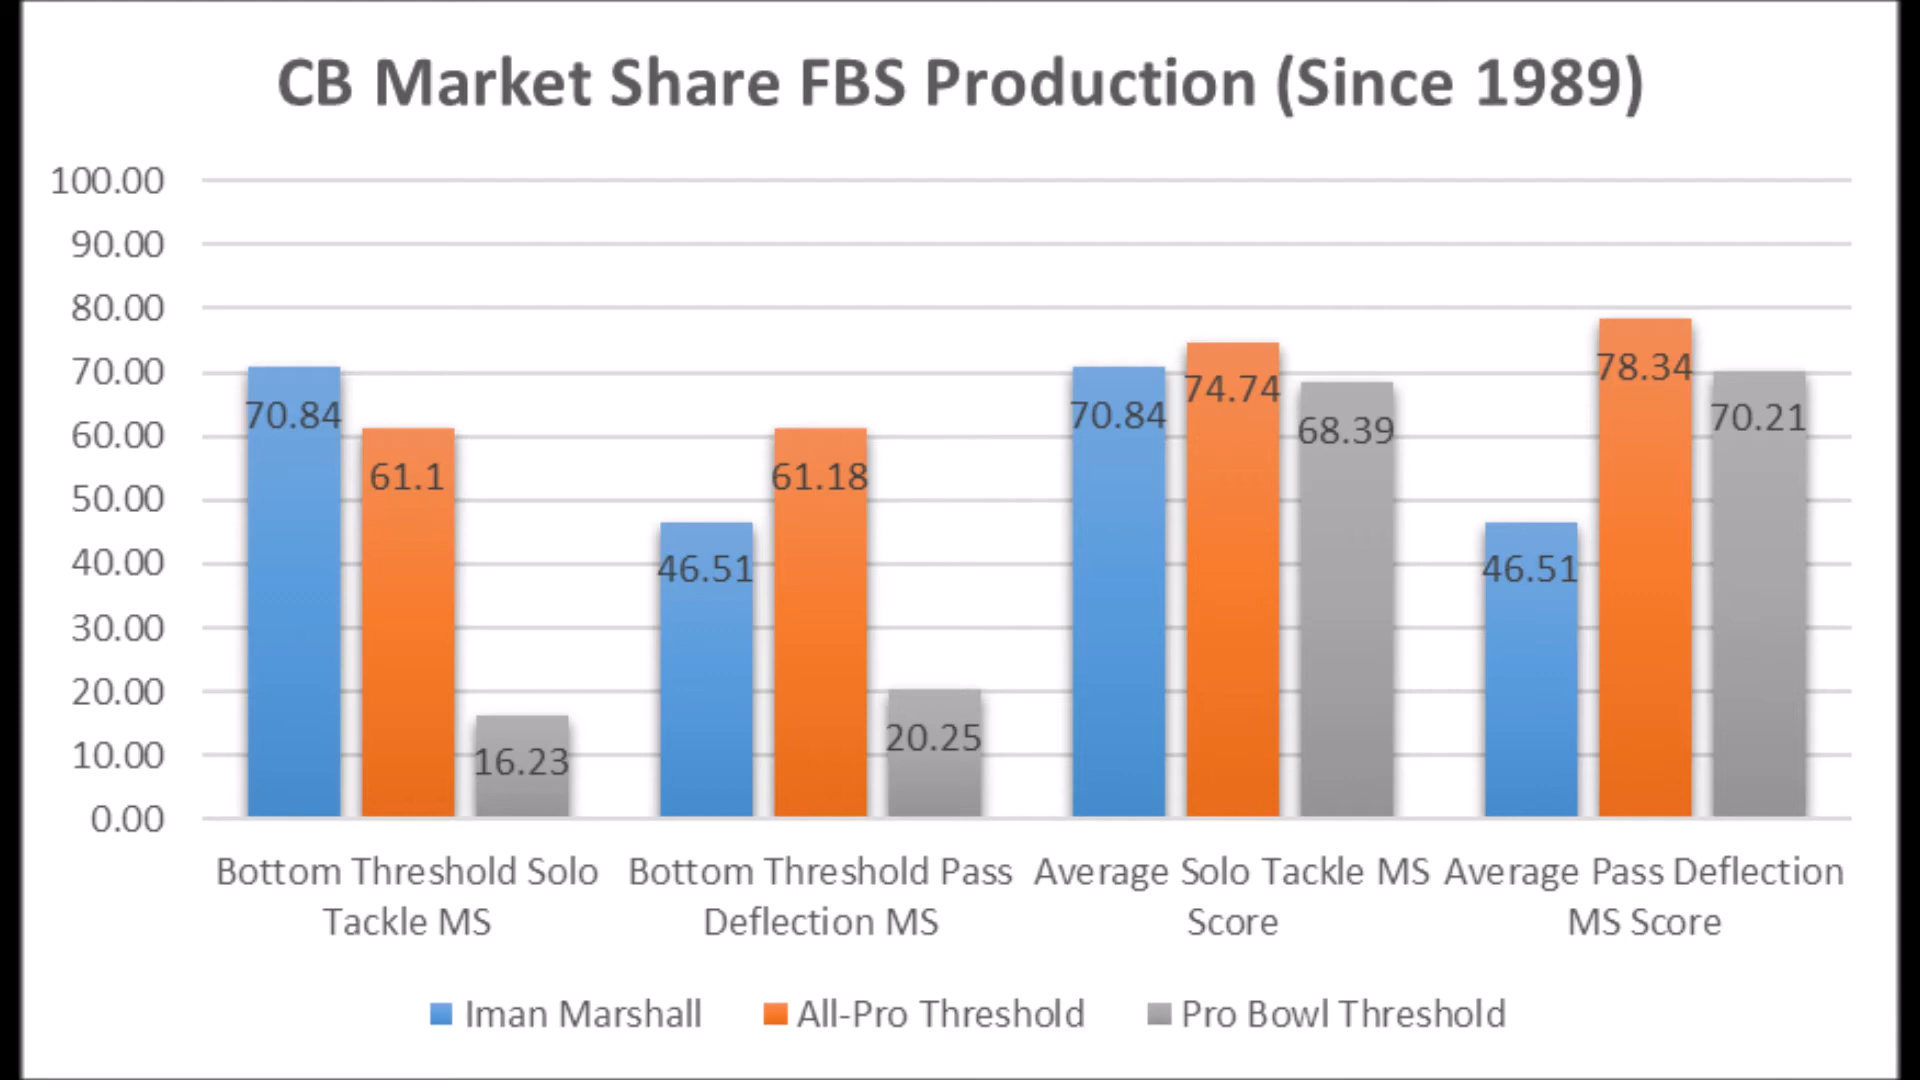 CB Market Share FBS Production (Since 1989)
100.00
90.00
80.00
70.00
60.00
50.00
40.00
30.00
20.00
10.00
0.00
70.84
61.1
16.23
46.51
61.18
20.25
70.84
74.74
68.39
46.51
78.34
70.21
Bottom Threshold Solo
Tackle MS
Bottom Threshold Pass
Deflection MS
Average Solo Tackle MS
Score
Average Pass Deflection
MS Score
Iman Marshall
All-Pro Threshold
Pro Bowl Threshold